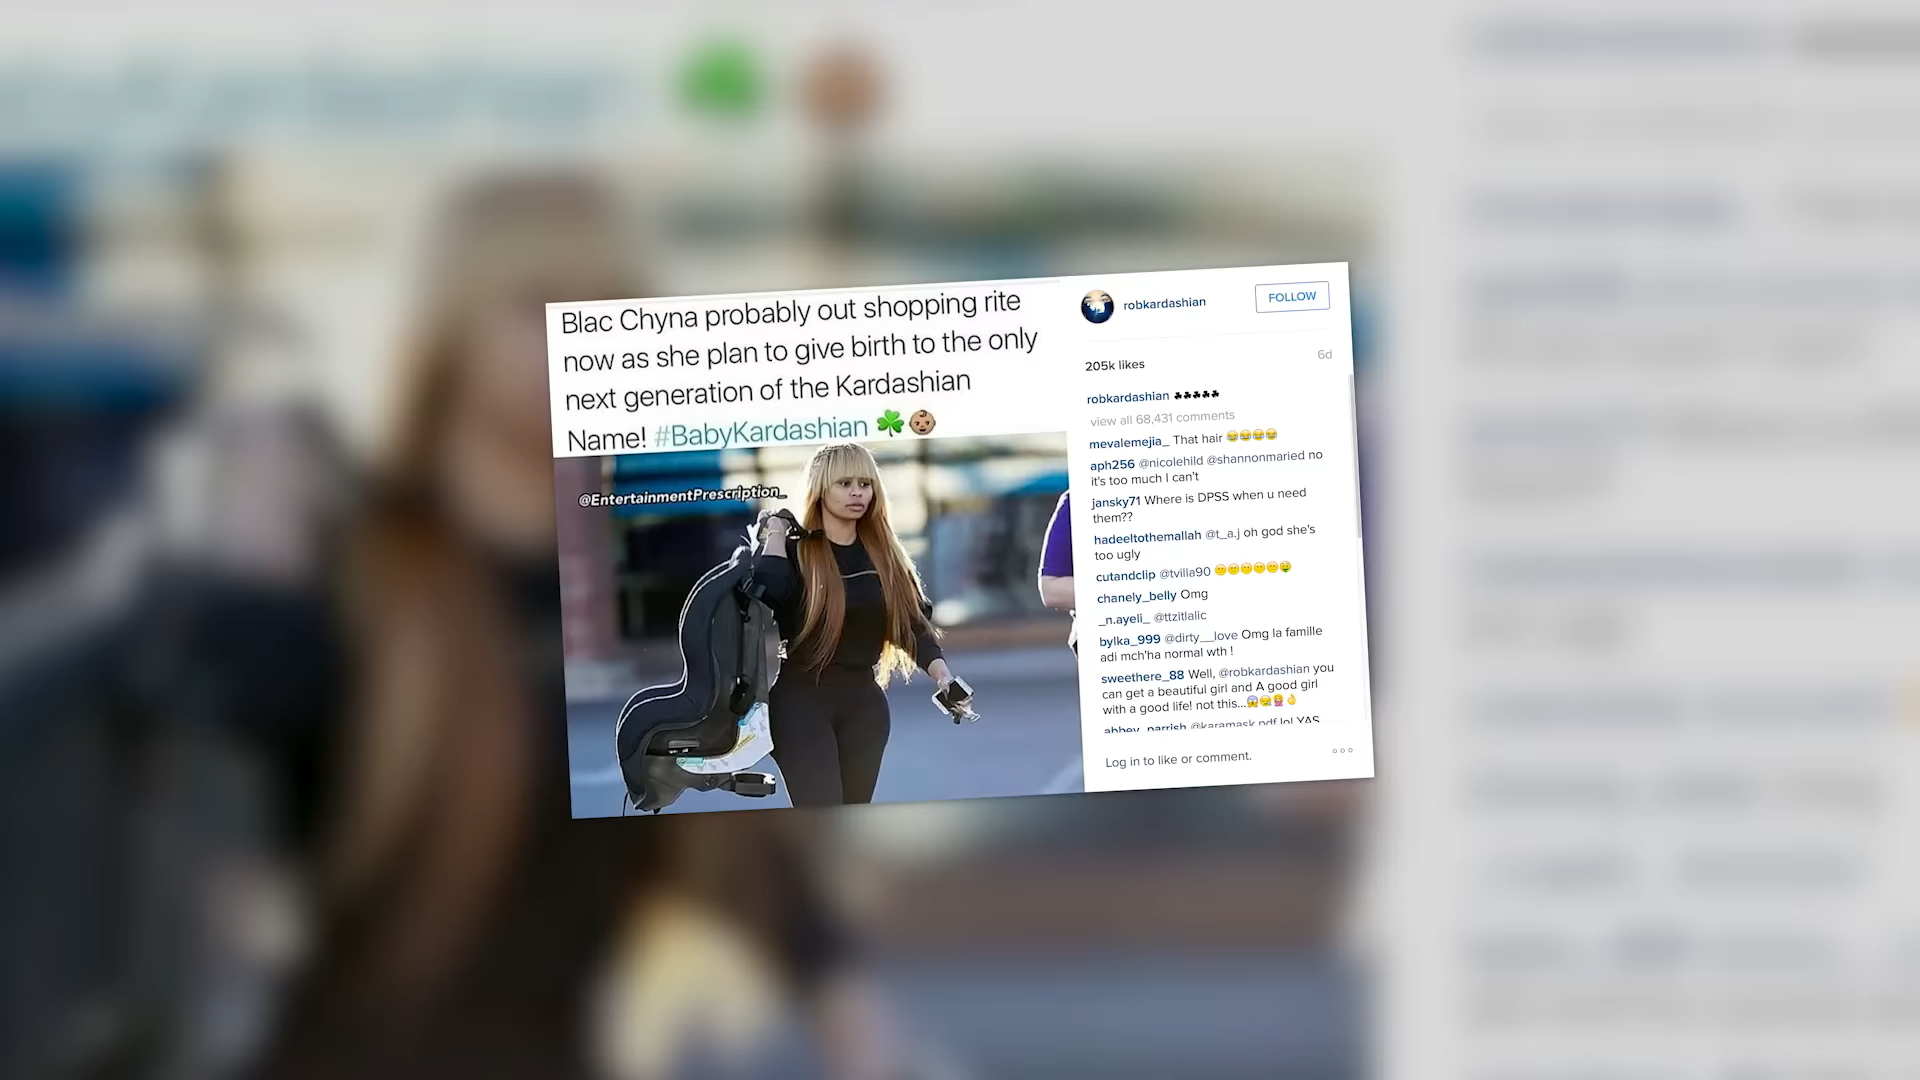 Blac Chyna probably out shopping rite
now as she plan to give birth to the only
next generation of the Kardashian
Name! #BabyKardashian ☘️👶🏽
@EntertainmentPrescription_
robkardashian
FOLLOW
205k likes
6d
robkardashian ☘☘☘☘☘
view all 68,431 comments
mevalemejia_ That hair 😂😂😂😂
aph256 @nicolehild @shannonmaried no
it's too much I can't
jansky71 Where is DPSS when u need
them??
hadeeltothemallah @t_a.j oh god she's
too ugly
cutandclip @tvilla90
chanely_belly Omg
_n.ayeli_ @ttzitlalic
bylka_999 @dirty__love Omg la famille
adi mch'ha normal wth !
sweethere_88 Well, @robkardashian you
can get a beautiful girl and A good girl
with a good life! not this...
abbey_parrish @karamask.pdf lol YAS
Log in to like or comment.